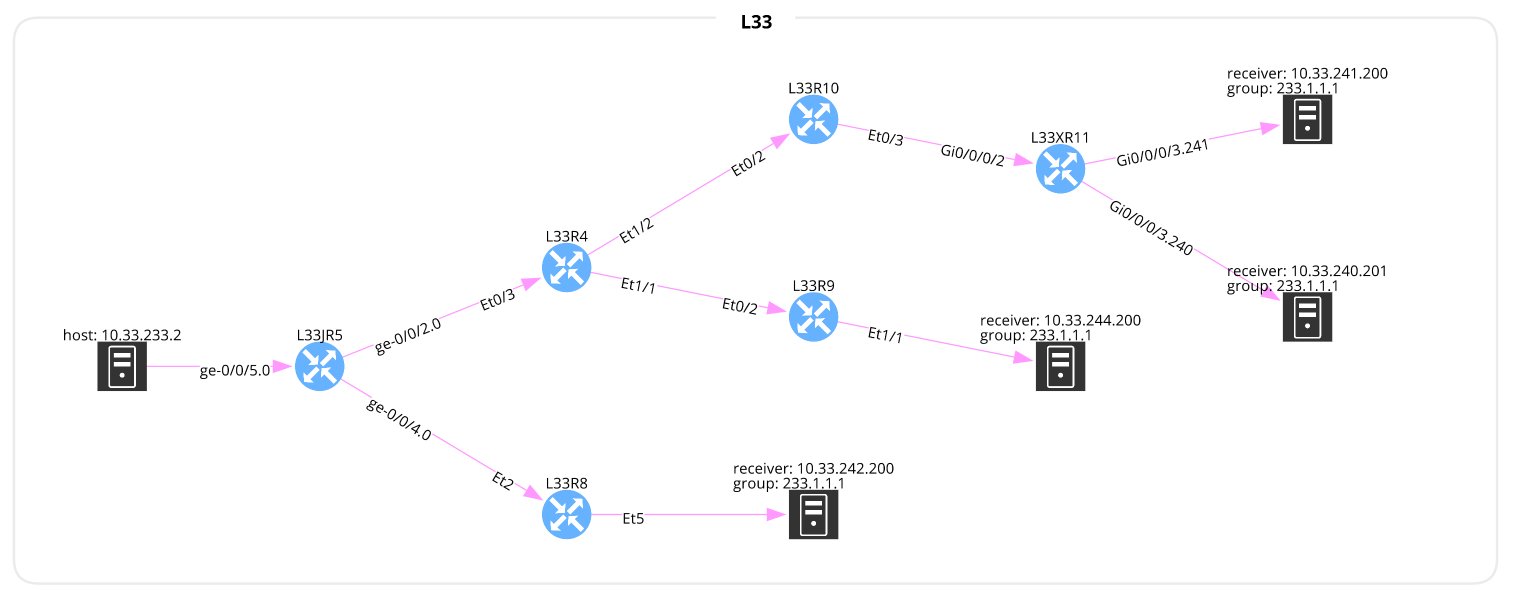 L33
receiver: 10.33.241.200
group: 233.1.1.1
L33R10
Et0/3
Gi0/0/0/2
L33XR11
Gi0/0/0/3.241
Et0/2
Et1/2
L33R4
Gi0/0/0/3.240
receiver: 10.33.240.201
group: 233.1.1.1
Et0/3
Et1/1
Et0/2
L33R9
Et1/1
receiver: 10.33.244.200
group: 233.1.1.1
host: 10.33.233.2
ge-0/0/5.0
L33JR5
ge-0/0/2.0
ge-0/0/4.0
Et2
L33R8
Et5
receiver: 10.33.242.200
group: 233.1.1.1